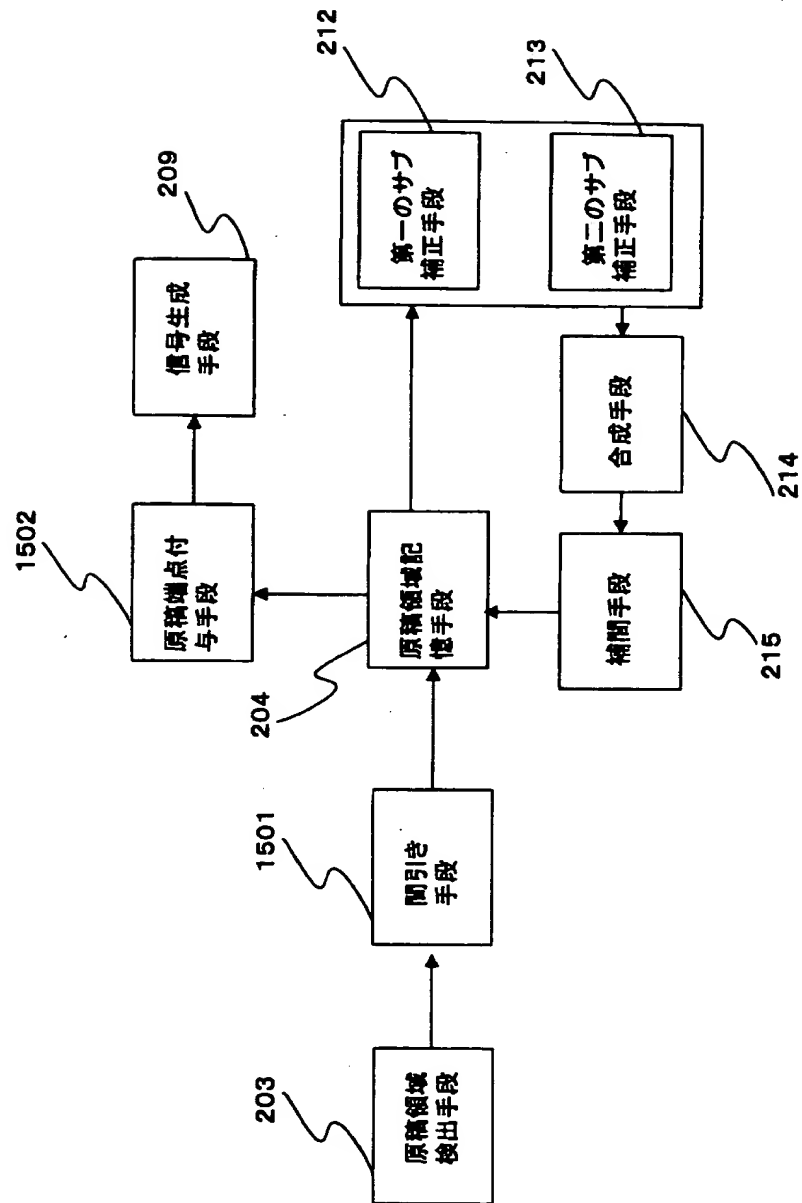 1502
原稿端点付
与手段
信号生成
手段
209
212
第一のサブ
補正手段
213
第二のサブ
補正手段
204
原稿領域記
憶手段
合成手段
214
補間手段
215
1501
間引き
手段
203
原稿領域
検出手段